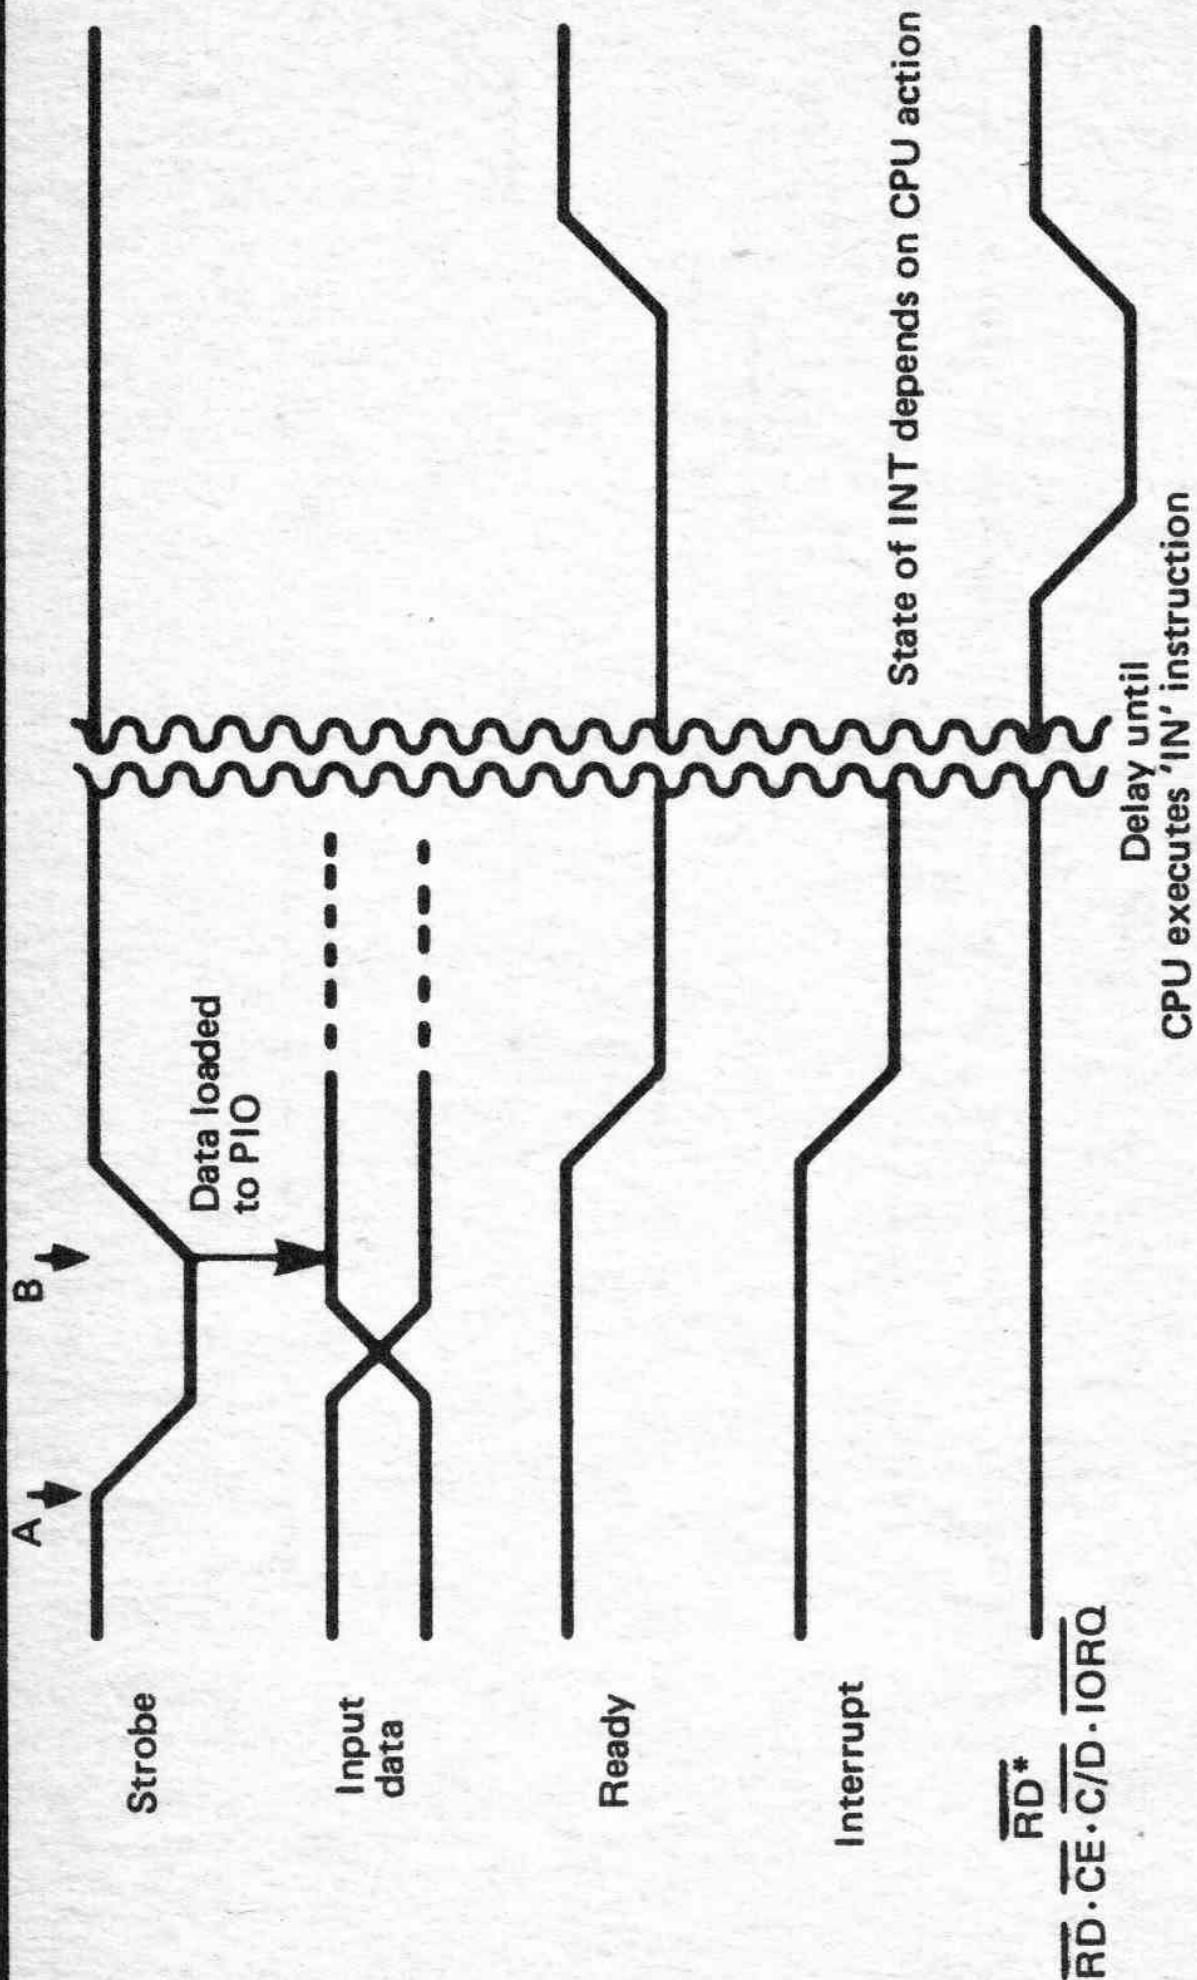 A
B
Strobe
Data loaded
to PIO
Input
data
Ready
Interrupt
State of INT depends on CPU action
RD*
RD·CE·C/D·IORQ
Delay until
CPU executes 'IN' instruction